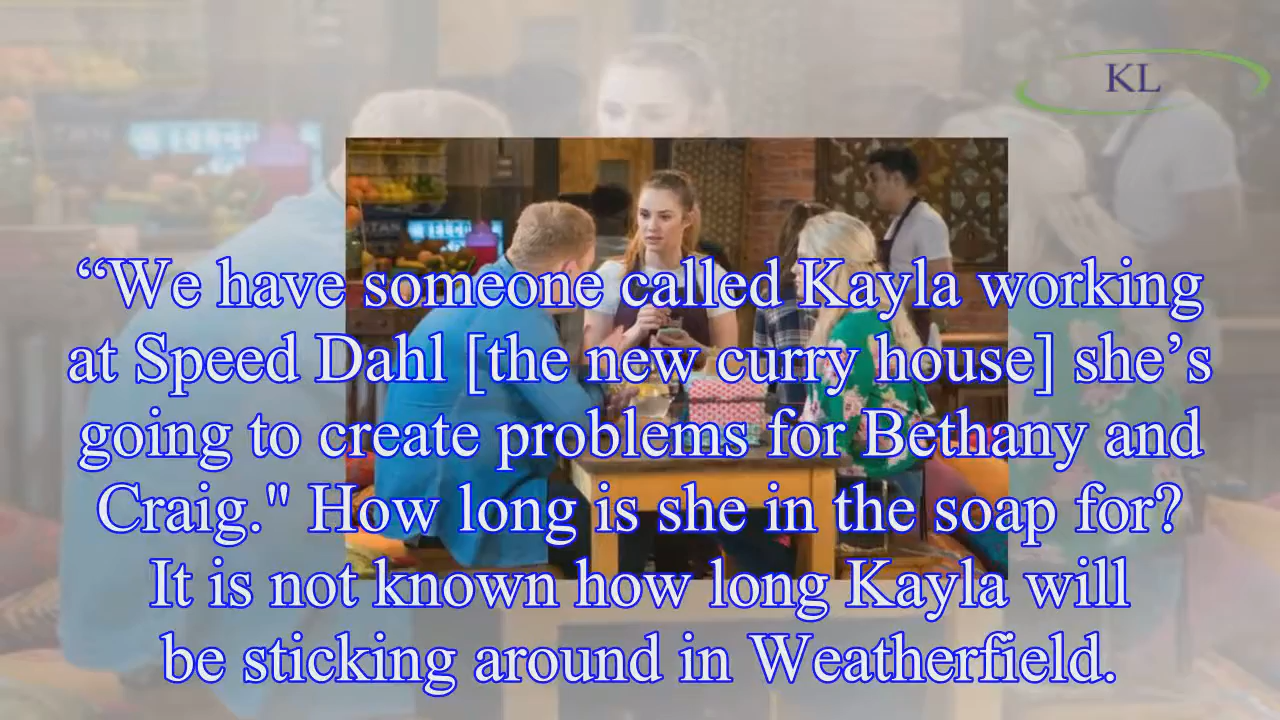 KL
“We have someone called Kayla working
at Speed Dahl [the new curry house] she’s
going to create problems for Bethany and
Craig." How long is she in the soap for?
It is not known how long Kayla will
be sticking around in Weatherfield.